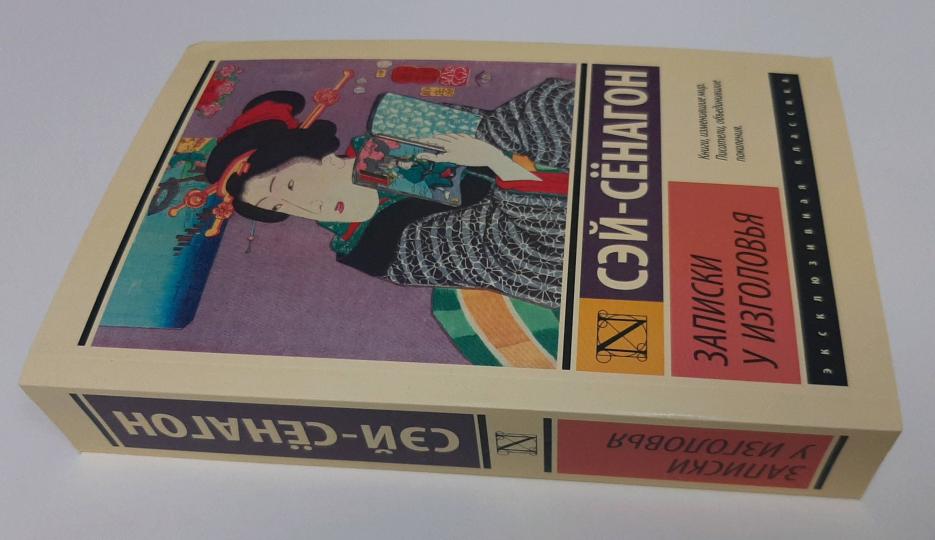 СЭЙ-СЁНАГОН
Книги, изменившие мир.
Писатели, объединившие
поколения.
N
ЗАПИСКИ
У ИЗГОЛОВЬЯ
ЭКСКЛЮЗИВНАЯ КЛАССИКА
СЭЙ-СЁНАГОН
N
ЗАПИСКИ
У ИЗГОЛОВЬЯ